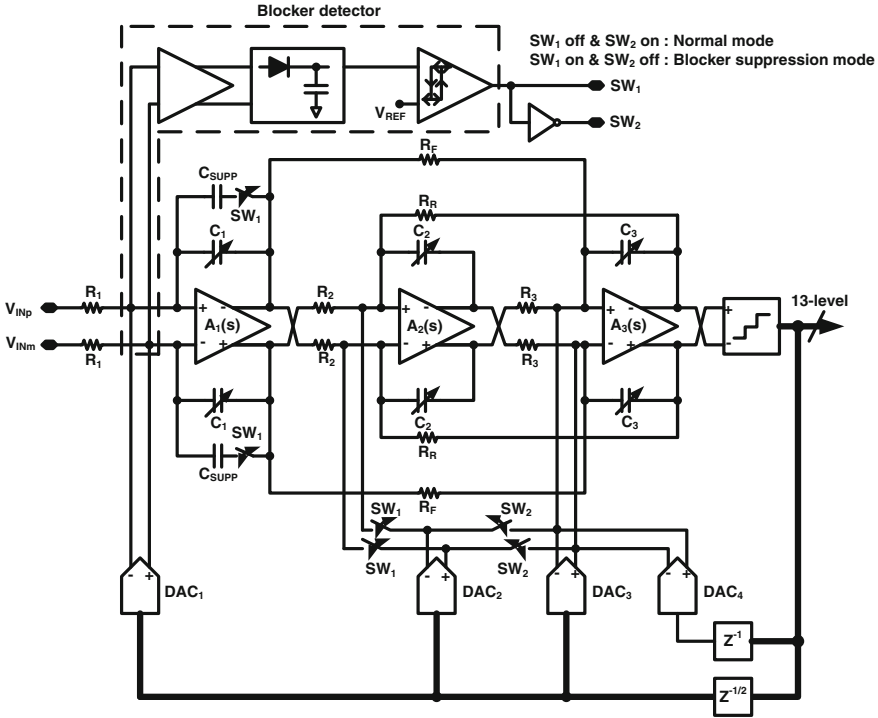 Blocker detector
SW1 off & SW2 on : Normal mode
SW1 on & SW2 off : Blocker suppression mode
VREF
SW1
SW2
RF
CSUPP
SW1
RR
C1
C2
C3
13-level
VINp
R1
+ -
A1(s)
R2
+ -
A2(s)
R3
+ -
A3(s)
+
VINm
R1
- +
R2
- +
R3
- +
-
C1
C2
C3
SW1
RR
CSUPP
RF
SW1
SW2
SW1
SW2
- +
DAC1
- +
DAC2
- +
DAC3
- -
DAC4
Z-1
Z-1/2